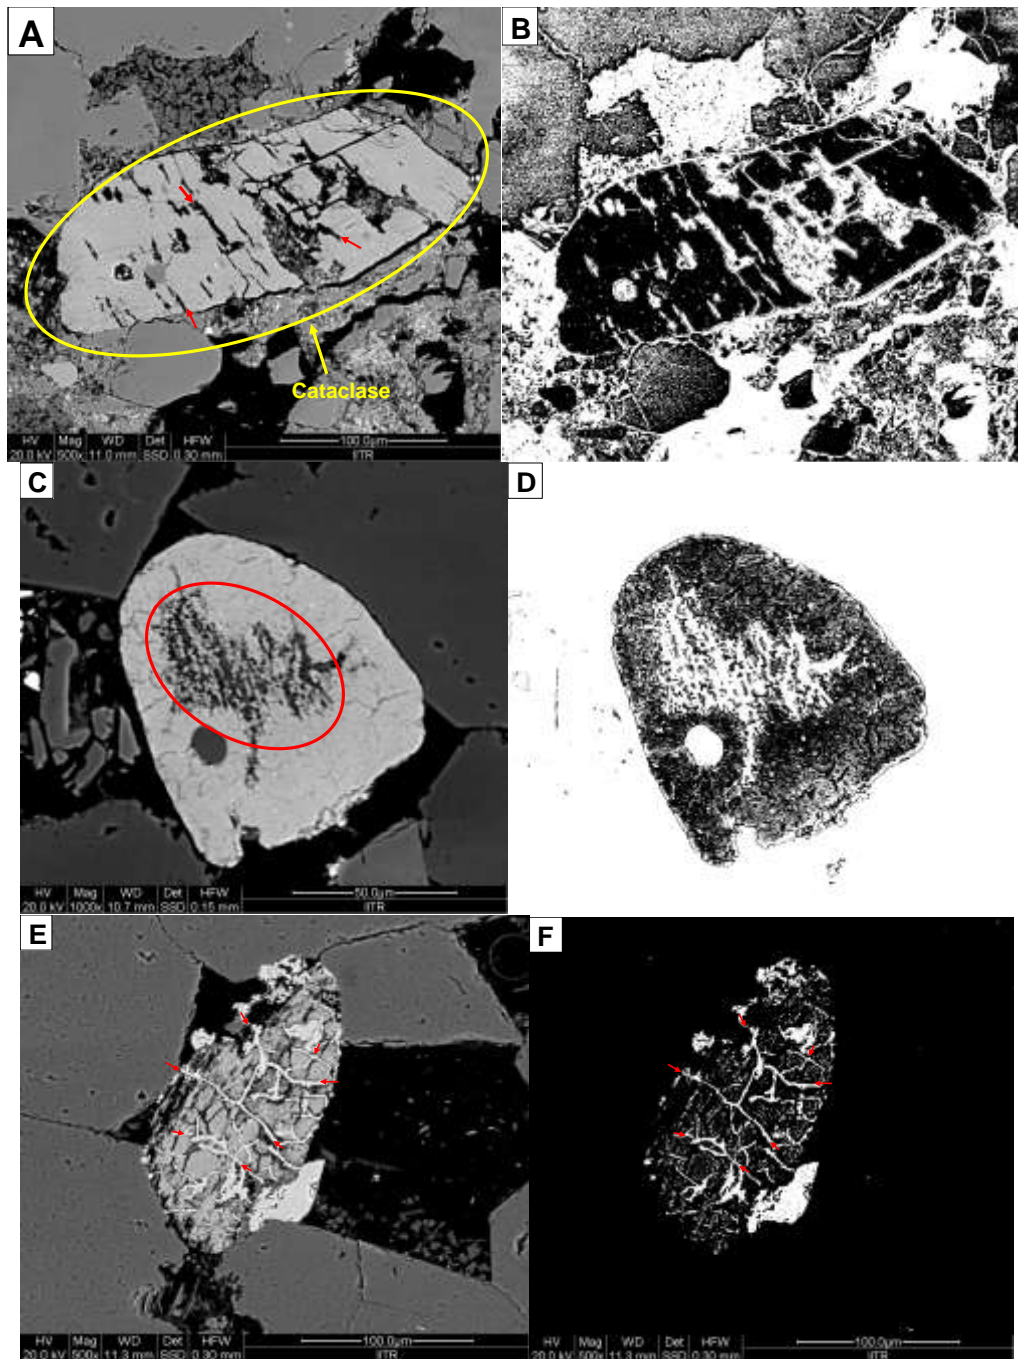 A
B
Cataclase
HV Mag WD Det HFW 100.0µm
20.0 kV 500x 11.0 mm SSD 0.30 mm IITR
C
D
HV Mag WD Det HFW 50.0µm
20.0 kV 1000x 10.7 mm SSD 0.15 mm IITR
E
F
HV Mag WD Det HFW 100.0µm
20.0 kV 500x 11.3 mm SSD 0.30 mm IITR
HV Mag WD Det HFW 100.0µm
20.0 kV 500x 11.3 mm SSD 0.30 mm IITR